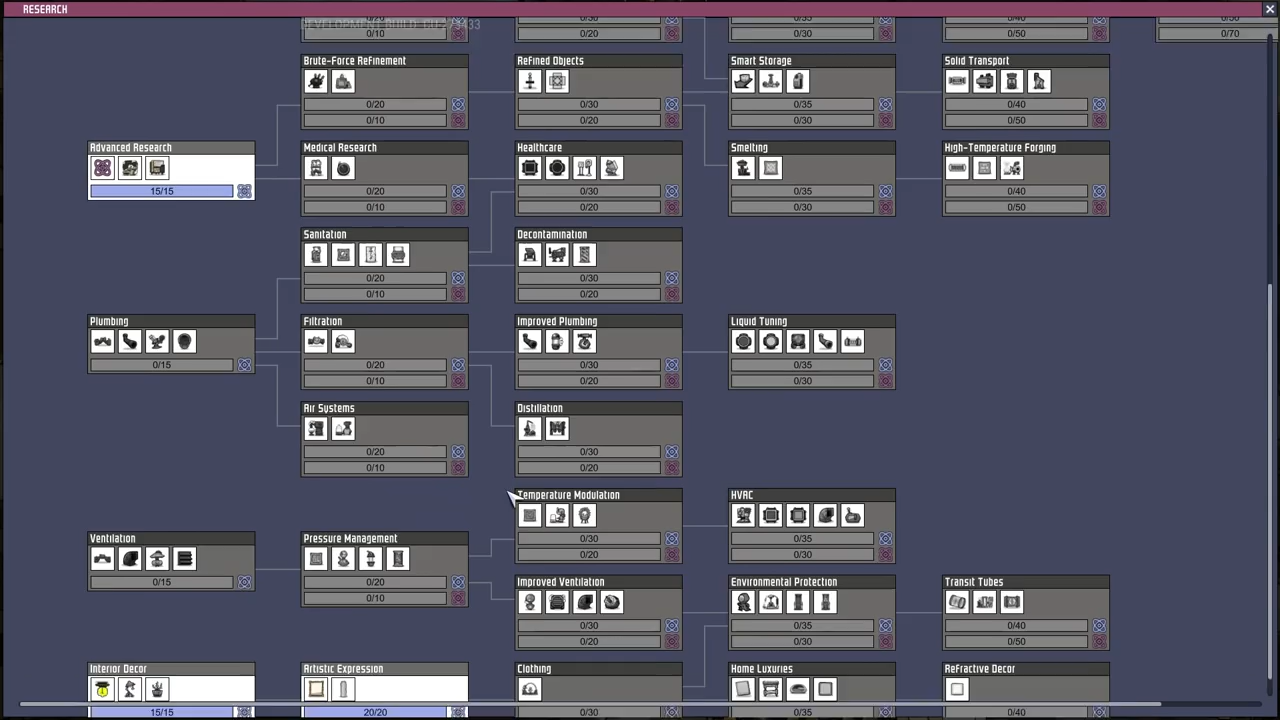 RESEARCH
0/20
0/30
0/40
0/50
0/10
0/20
0/50
0/70
Brute-Force Refinement
Refined Objects
Smart Storage
Solid Transport
0/20
0/30
0/35
0/40
0/10
0/20
0/30
0/50
Advanced Research
Medical Research
Healthcare
Smelting
High-Temperature Forging
15/15
0/20
0/30
0/35
0/40
0/10
0/20
0/30
0/50
Sanitation
Decontamination
0/20
0/30
0/10
0/20
Plumbing
Filtration
Improved Plumbing
Liquid Tuning
0/15
0/20
0/30
0/35
0/10
0/20
0/30
Air Systems
Distillation
0/20
0/30
0/10
0/20
Temperature Modulation
HVAC
0/30
0/35
0/20
0/30
Ventilation
Pressure Management
0/15
0/20
0/10
Improved Ventilation
Environmental Protection
Transit Tubes
0/30
0/35
0/40
0/20
0/30
0/50
Interior Decor
Artistic Expression
Clothing
Home Luxuries
Refractive Decor
15/15
20/20
0/30
0/35
0/40